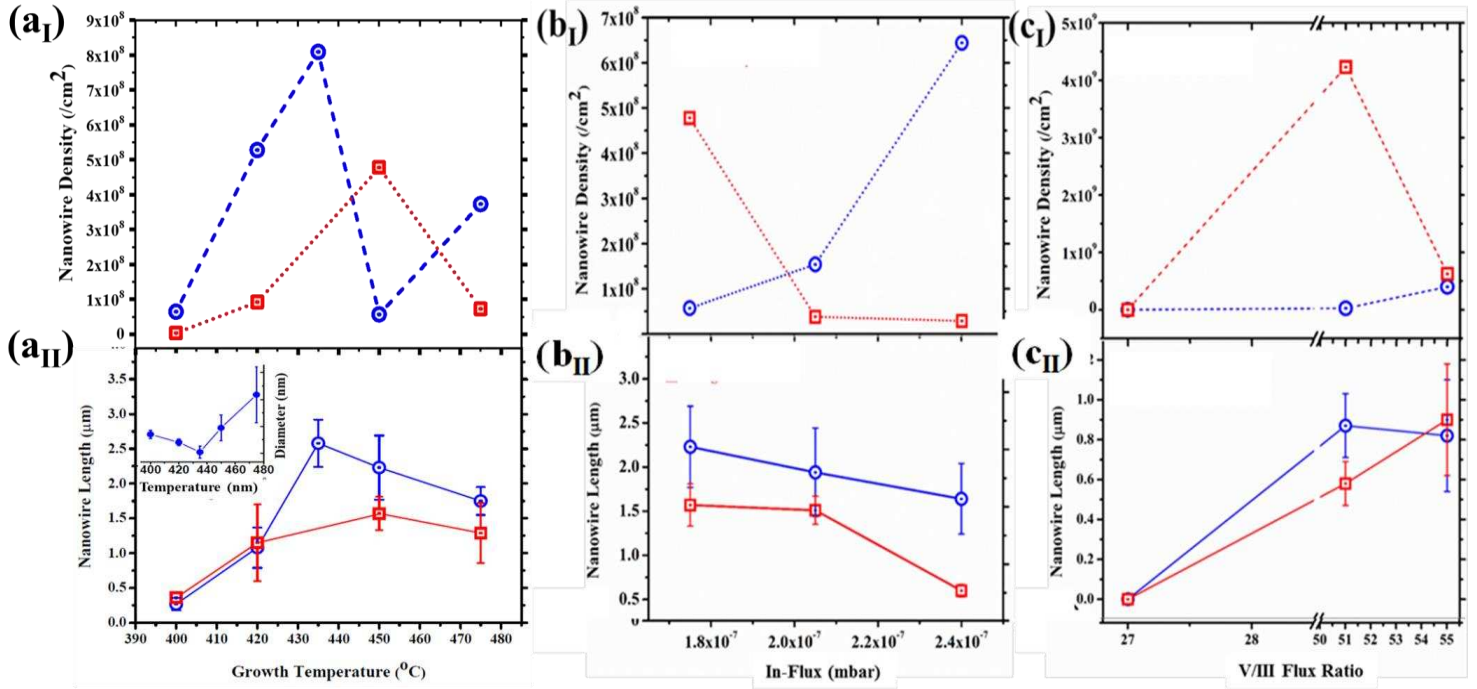 (aI)
Nanowire Density (/cm2)
9x10^8
8x10^8
7x10^8
6x10^8
5x10^8
4x10^8
3x10^8
2x10^8
1x10^8
0
(bI)
Nanowire Density (/cm2)
7x10^8
6x10^8
5x10^8
4x10^8
3x10^8
2x10^8
1x10^8
(cI)
Nanowire Density (/cm2)
5x10^9
4x10^9
3x10^9
2x10^9
1x10^9
0
(aII)
Nanowire Length (μm)
3.5
3.0
2.5
2.0
1.5
1.0
0.5
0.0
Diameter (nm)
400 420 440 460 480
Temperature (nm)
390 400 410 420 430 440 450 460 470 480
Growth Temperature (°C)
(bII)
Nanowire Length (μm)
3.0
2.5
2.0
1.5
1.0
0.5
1.8x10^-7 2.0x10^-7 2.2x10^-7 2.4x10^-7
In-Flux (mbar)
(cII)
Nanowire Length (μm)
1.0
0.8
0.6
0.4
0.2
0.0
27 28 50 51 52 53 54 55
V/III Flux Ratio